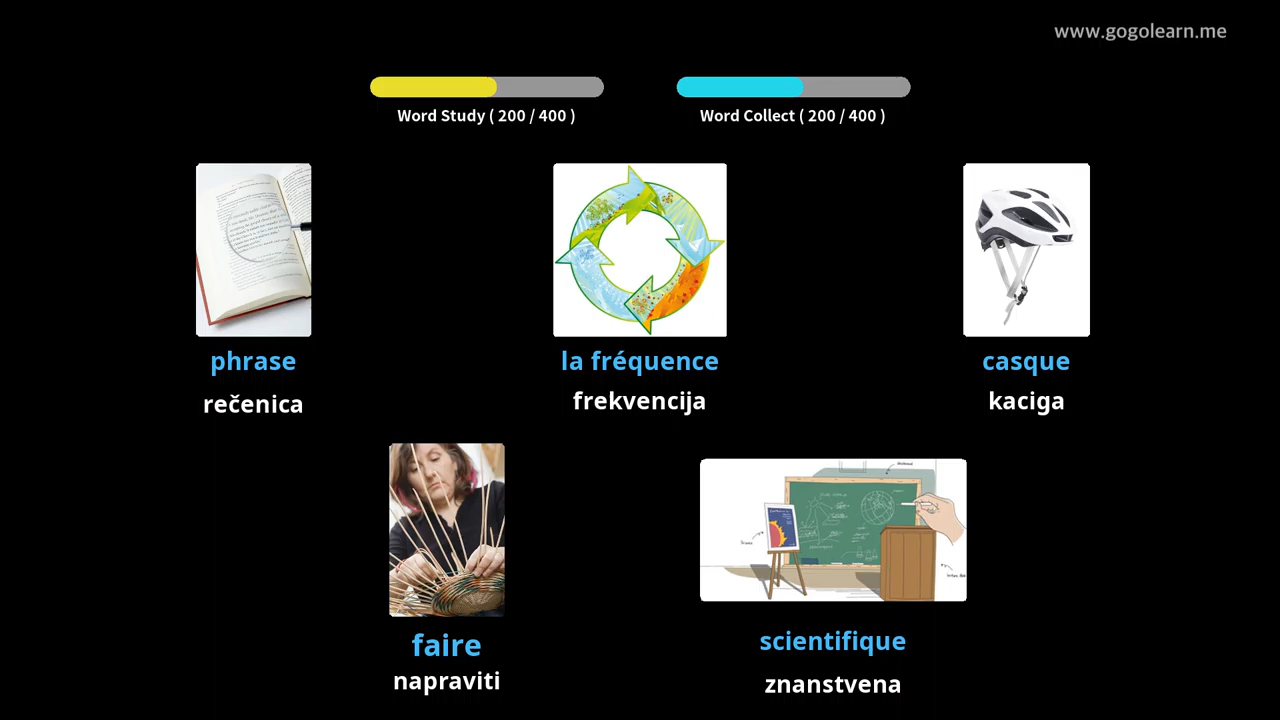 www.gogolearn.me
Word Study ( 200 / 400 )
Word Collect ( 200 / 400 )
phrase
rečenica
la fréquence
frekvencija
casque
kaciga
faire
napraviti
scientifique
znanstvena